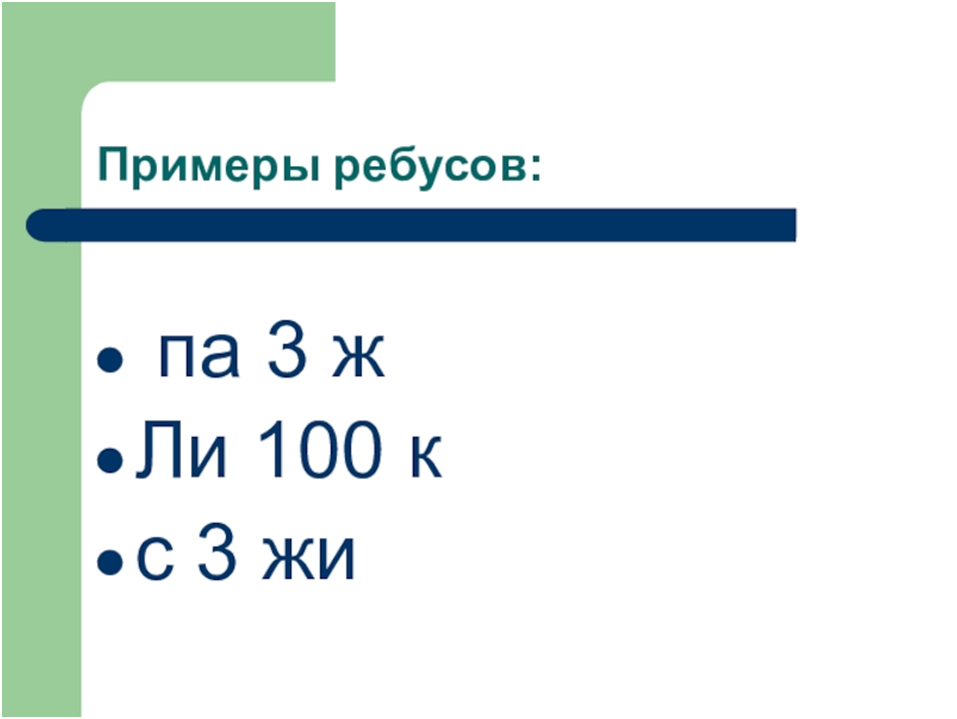 Примеры ребусов:
• па 3 ж
• Ли 100 к
• с 3 жи